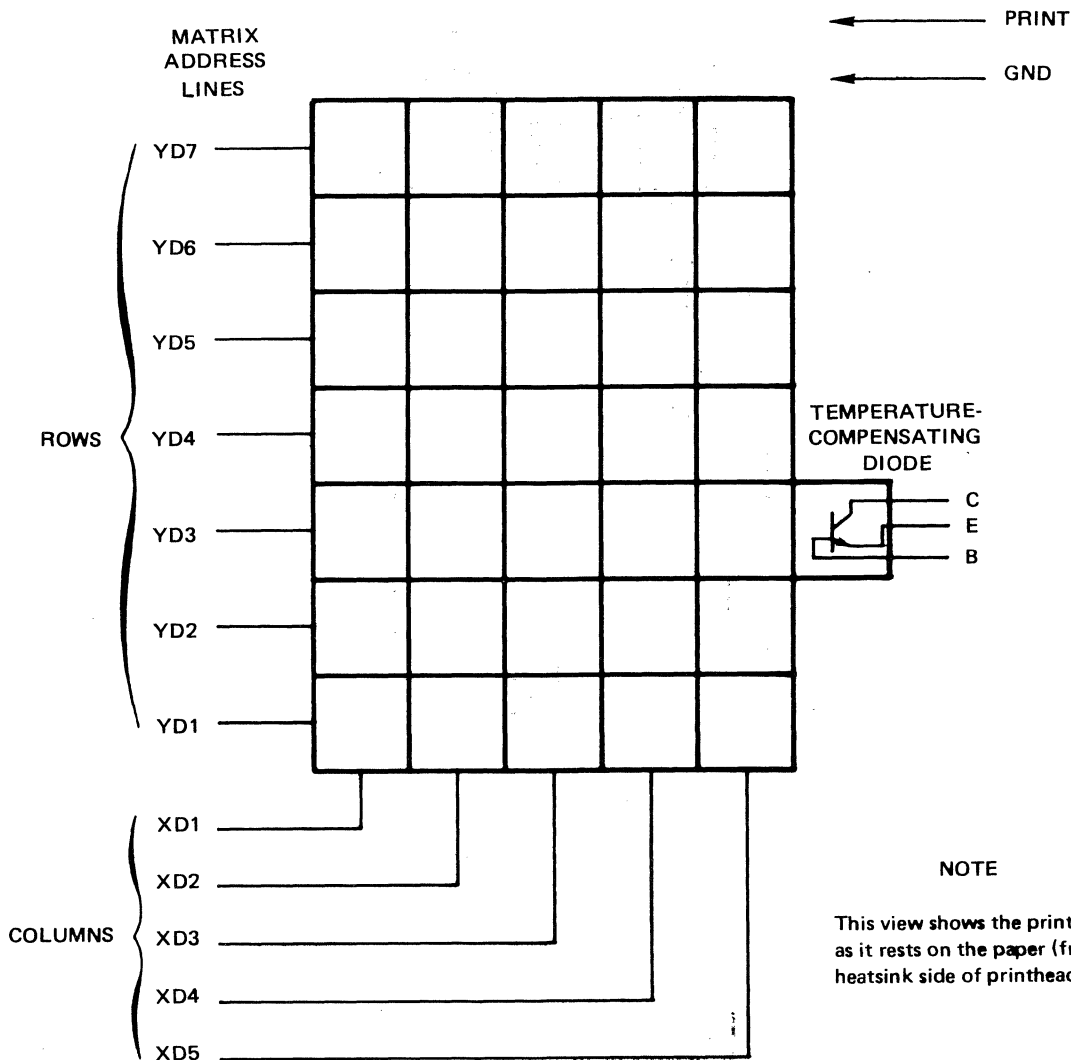 PRINT
GND
MATRIX
ADDRESS
LINES
YD7
YD6
YD5
YD4
YD3
YD2
YD1
ROWS
TEMPERATURE-
COMPENSATING
DIODE
C
E
B
XD1
XD2
XD3
XD4
XD5
COLUMNS
NOTE
This view shows the print
as it rests on the paper (fr
heatsink side of printhead